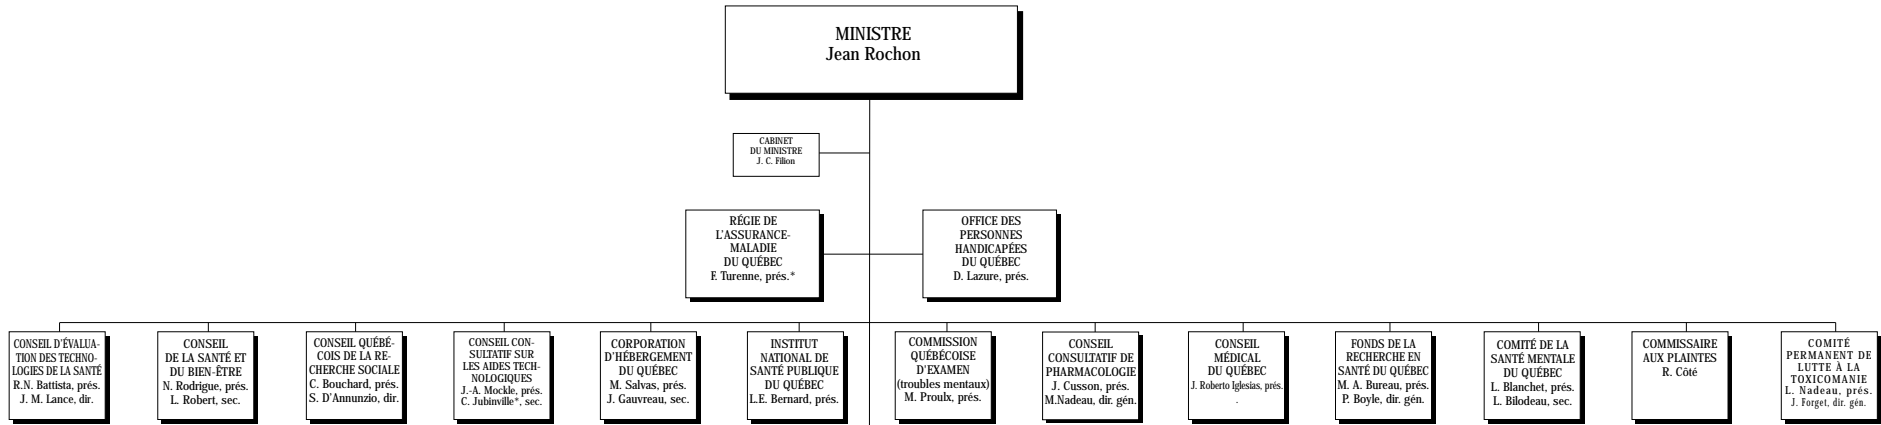 MINISTRE
Jean Rochon
CABINET
DU MINISTRE
J. C. Filion
RÉGIE DE
L'ASSURANCE-
MALADIE
DU QUÉBEC
F. Turenne, prés.*
OFFICE DES
PERSONNES
HANDICAPÉES
DU QUÉBEC
D. Lazure, prés.
CONSEIL D'ÉVALUA-
TION DES TECHNO-
LOGIES DE LA SANTÉ
R.N. Battista, prés.
J. M. Lance, dir.
CONSEIL
DE LA SANTÉ ET
DU BIEN-ÊTRE
N. Rodrigue, prés.
L. Robert, sec.
CONSEIL QUÉBÉ-
COIS DE LA RE-
CHERCHE SOCIALE
C. Bouchard, prés.
S. D'Annunzio, dir.
CONSEIL CON-
SULTATIF SUR
LES AIDES TECH-
NOLOGIQUES
J.-A. Mockle, prés.
C. Jubinville*, sec.
CORPORATION
D'HÉBERGEMENT
DU QUÉBEC
M. Salvas, prés.
J. Gauvreau, sec.
INSTITUT
NATIONAL DE
SANTÉ PUBLIQUE
DU QUÉBEC
L.E. Bernard, prés.
COMMISSION
QUÉBÉCOISE
D'EXAMEN
(troubles mentaux)
M. Proulx, prés.
CONSEIL
CONSULTATIF DE
PHARMACOLOGIE
J. Cusson, prés.
M.Nadeau, dir. gén.
CONSEIL
MÉDICAL
DU QUÉBEC
J. Roberto Iglesias, prés.
.
FONDS DE LA
RECHERCHE EN
SANTÉ DU QUÉBEC
M. A. Bureau, prés.
P. Boyle, dir. gén.
COMITÉ DE LA
SANTÉ MENTALE
DU QUÉBEC
L. Blanchet, prés.
L. Bilodeau, sec.
COMMISSAIRE
AUX PLAINTES
R. Côté
COMITÉ
PERMANENT DE
LUTTE À LA
TOXICOMANIE
L. Nadeau, prés.
J. Forget, dir. gén.